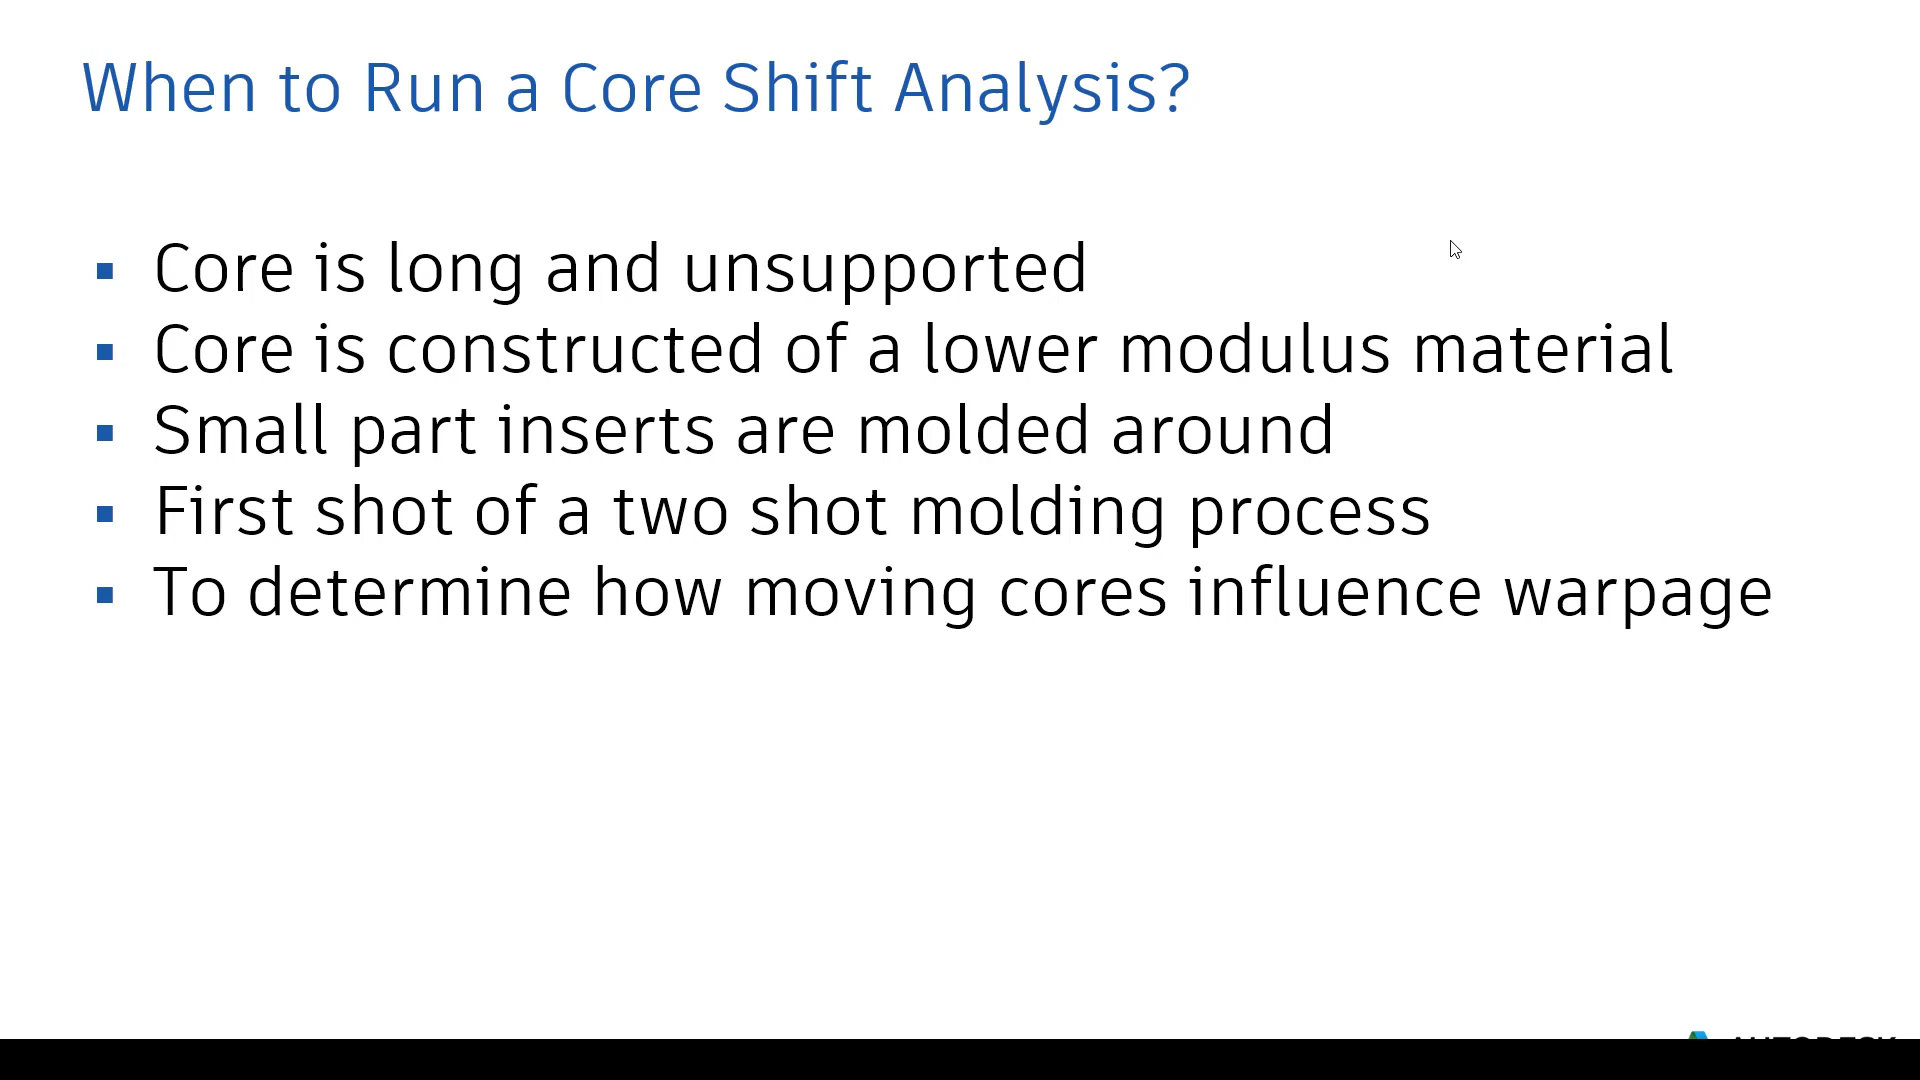 When to Run a Core Shift Analysis?
▪ Core is long and unsupported
▪ Core is constructed of a lower modulus material
▪ Small part inserts are molded around
▪ First shot of a two shot molding process
▪ To determine how moving cores influence warpage
AUTODESK